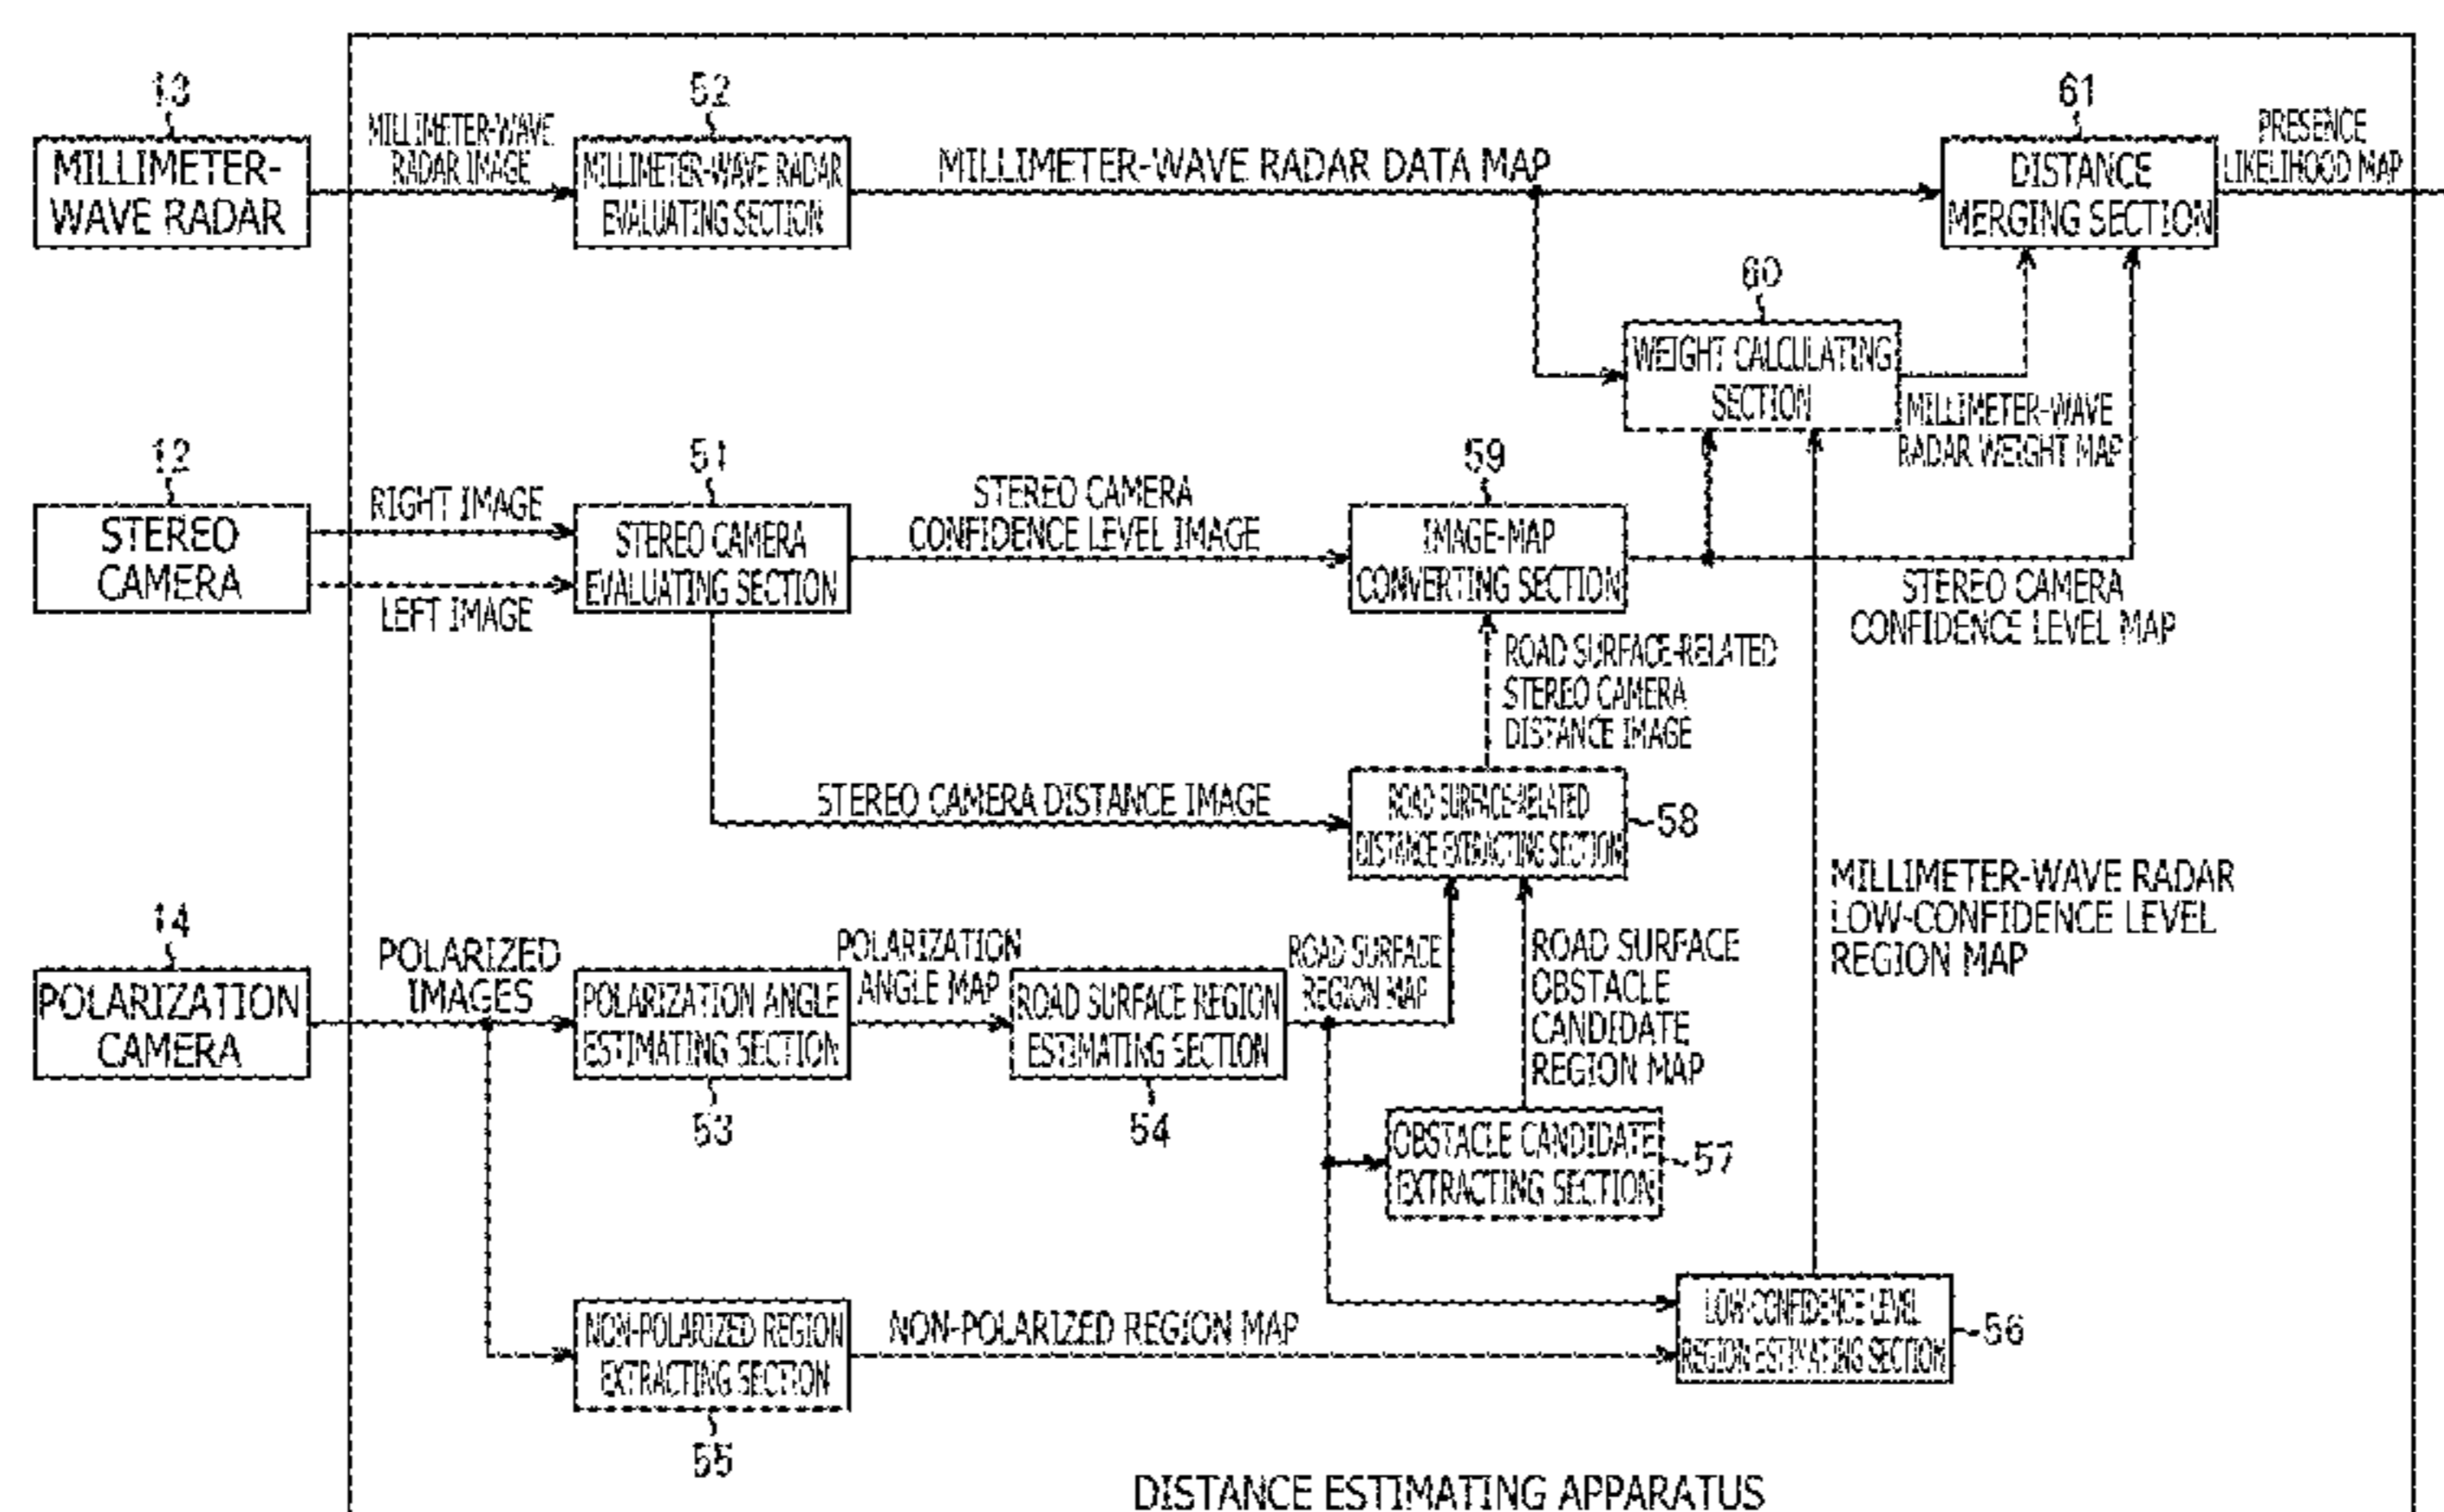 13
MILLIMETER-
WAVE RADAR
MILLIMETER-WAVE
RADAR IMAGE
52
MILLIMETER-WAVE RADAR
EVALUATING SECTION
MILLIMETER-WAVE RADAR DATA MAP
61
DISTANCE
MERGING SECTION
PRESENCE
LIKELIHOOD MAP
60
WEIGHT CALCULATING
SECTION
MILLIMETER-WAVE
RADAR WEIGHT MAP
12
STEREO
CAMERA
RIGHT IMAGE
LEFT IMAGE
51
STEREO CAMERA
EVALUATING SECTION
STEREO CAMERA
CONFIDENCE LEVEL IMAGE
59
IMAGE-MAP
CONVERTING SECTION
STEREO CAMERA
CONFIDENCE LEVEL MAP
ROAD SURFACE-RELATED
STEREO CAMERA
DISTANCE IMAGE
STEREO CAMERA DISTANCE IMAGE
ROAD SURFACE-RELATED
DISTANCE EXTRACTING SECTION
58
MILLIMETER-WAVE RADAR
LOW-CONFIDENCE LEVEL
REGION MAP
14
POLARIZATION
CAMERA
POLARIZED
IMAGES
POLARIZATION ANGLE
ESTIMATING SECTION
53
POLARIZATION
ANGLE MAP
ROAD SURFACE REGION
ESTIMATING SECTION
54
ROAD SURFACE
REGION MAP
ROAD SURFACE
OBSTACLE
CANDIDATE
REGION MAP
OBSTACLE CANDIDATE
EXTRACTING SECTION
57
NON-POLARIZED REGION
EXTRACTING SECTION
55
NON-POLARIZED REGION MAP
LOW-CONFIDENCE LEVEL
REGION ESTIMATING SECTION
56
DISTANCE ESTIMATING APPARATUS